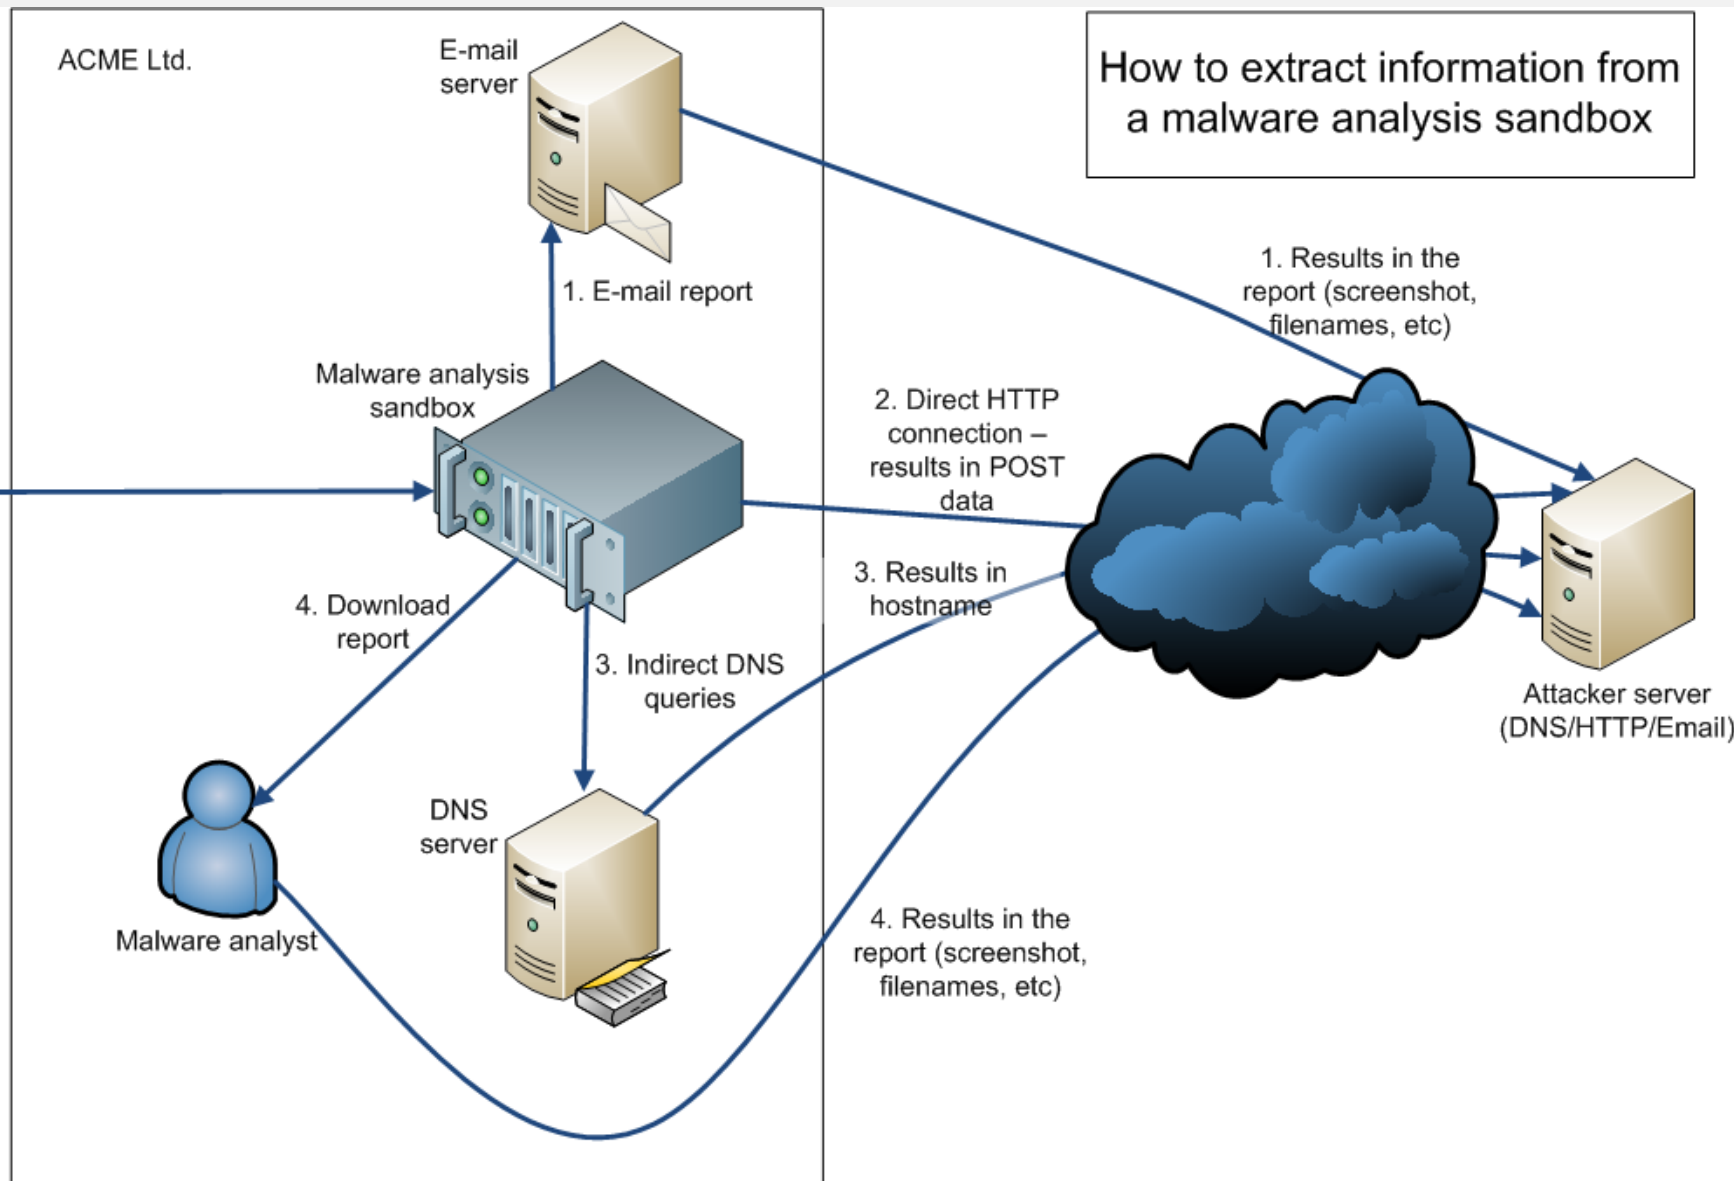 ACME Ltd.
E-mail
server
How to extract information from
a malware analysis sandbox
1. E-mail report
1. Results in the
report (screenshot,
filenames, etc)
Malware analysis
sandbox
2. Direct HTTP
connection –
results in POST
data
3. Results in
hostname
4. Download
report
3. Indirect DNS
queries
Attacker server
(DNS/HTTP/Email)
DNS
server
Malware analyst
4. Results in the
report (screenshot,
filenames, etc)